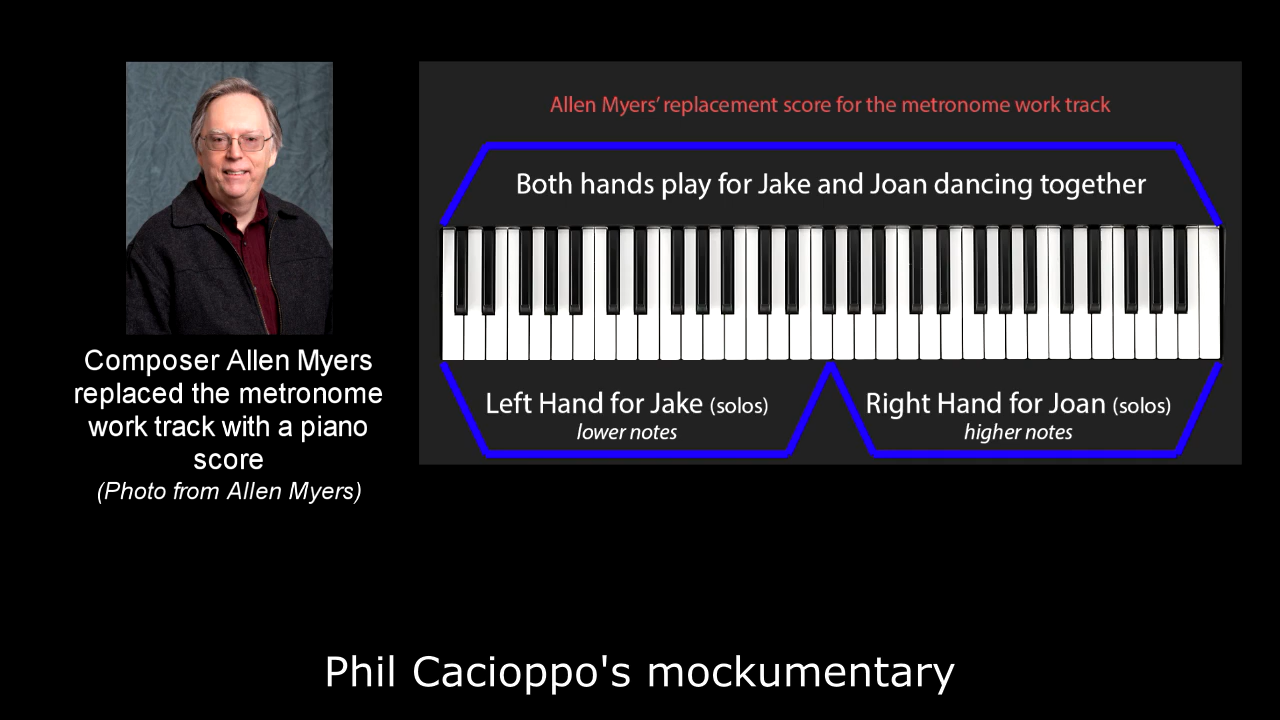 Composer Allen Myers
replaced the metronome
work track with a piano
score
(Photo from Allen Myers)
Allen Myers' replacement score for the metronome work track
Both hands play for Jake and Joan dancing together
Left Hand for Jake (solos)
lower notes
Right Hand for Joan (solos)
higher notes
Phil Cacioppo's mockumentary